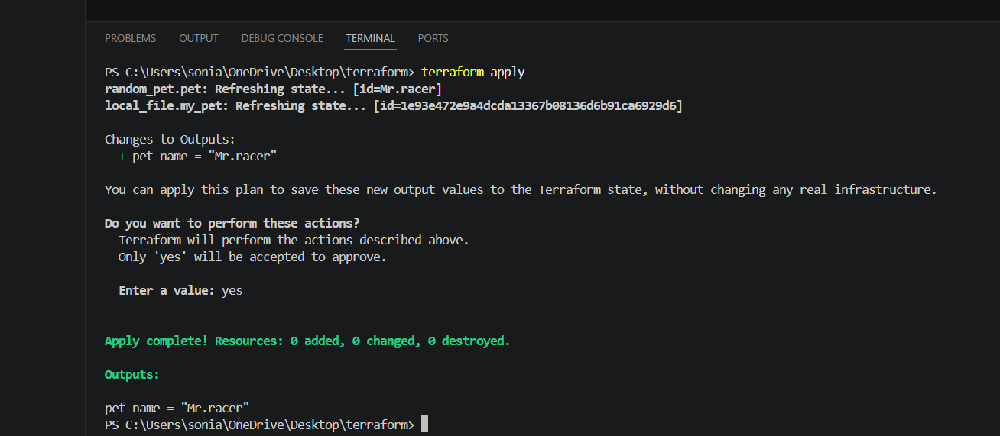 PROBLEMS OUTPUT DEBUG CONSOLE TERMINAL PORTS
PS C:\Users\sonia\OneDrive\Desktop\terraform> terraform apply
random_pet.pet: Refreshing state... [id=Mr.racer]
local_file.my_pet: Refreshing state... [id=1e93e472e9a4dcda13367b08136d6b91ca6929d6]
Changes to Outputs:
+ pet_name = "Mr.racer"
You can apply this plan to save these new output values to the Terraform state, without changing any real infrastructure.
Do you want to perform these actions?
Terraform will perform the actions described above.
Only 'yes' will be accepted to approve.
Enter a value: yes
Apply complete! Resources: 0 added, 0 changed, 0 destroyed.
Outputs:
pet_name = "Mr.racer"
PS C:\Users\sonia\OneDrive\Desktop\terraform>